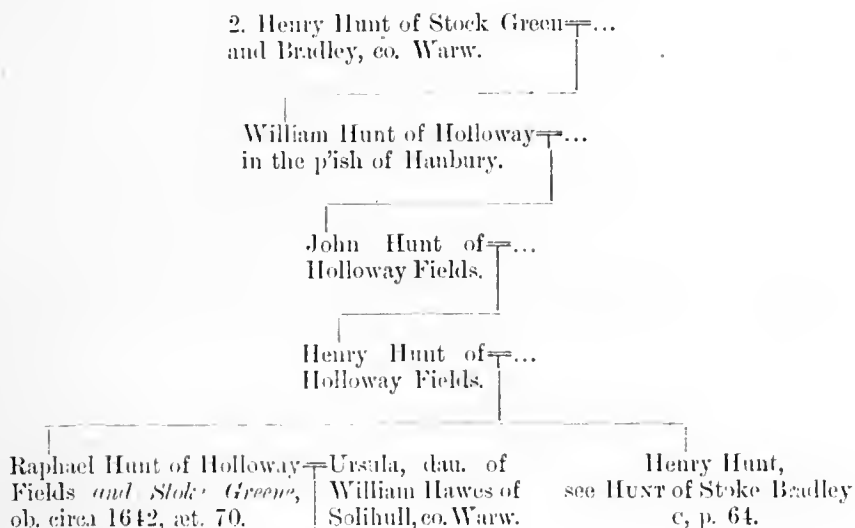 2. Henry Hunt of Stock Green=...
and Bradley, co. Warw.
William Hunt of Holloway=...
in the p'ish of Hanbury.
John Hunt of=...
Holloway Fields.
Henry Hunt of=...
Holloway Fields.
Raphael Hunt of Holloway=
Fields and Stoke Greene,
ob. circa 1642, æt. 70.
Ursula, dau. of
William Hawes of
Solihull, co. Warw.
Henry Hunt,
see HUNT of Stoke Bradley
c, p. 64.